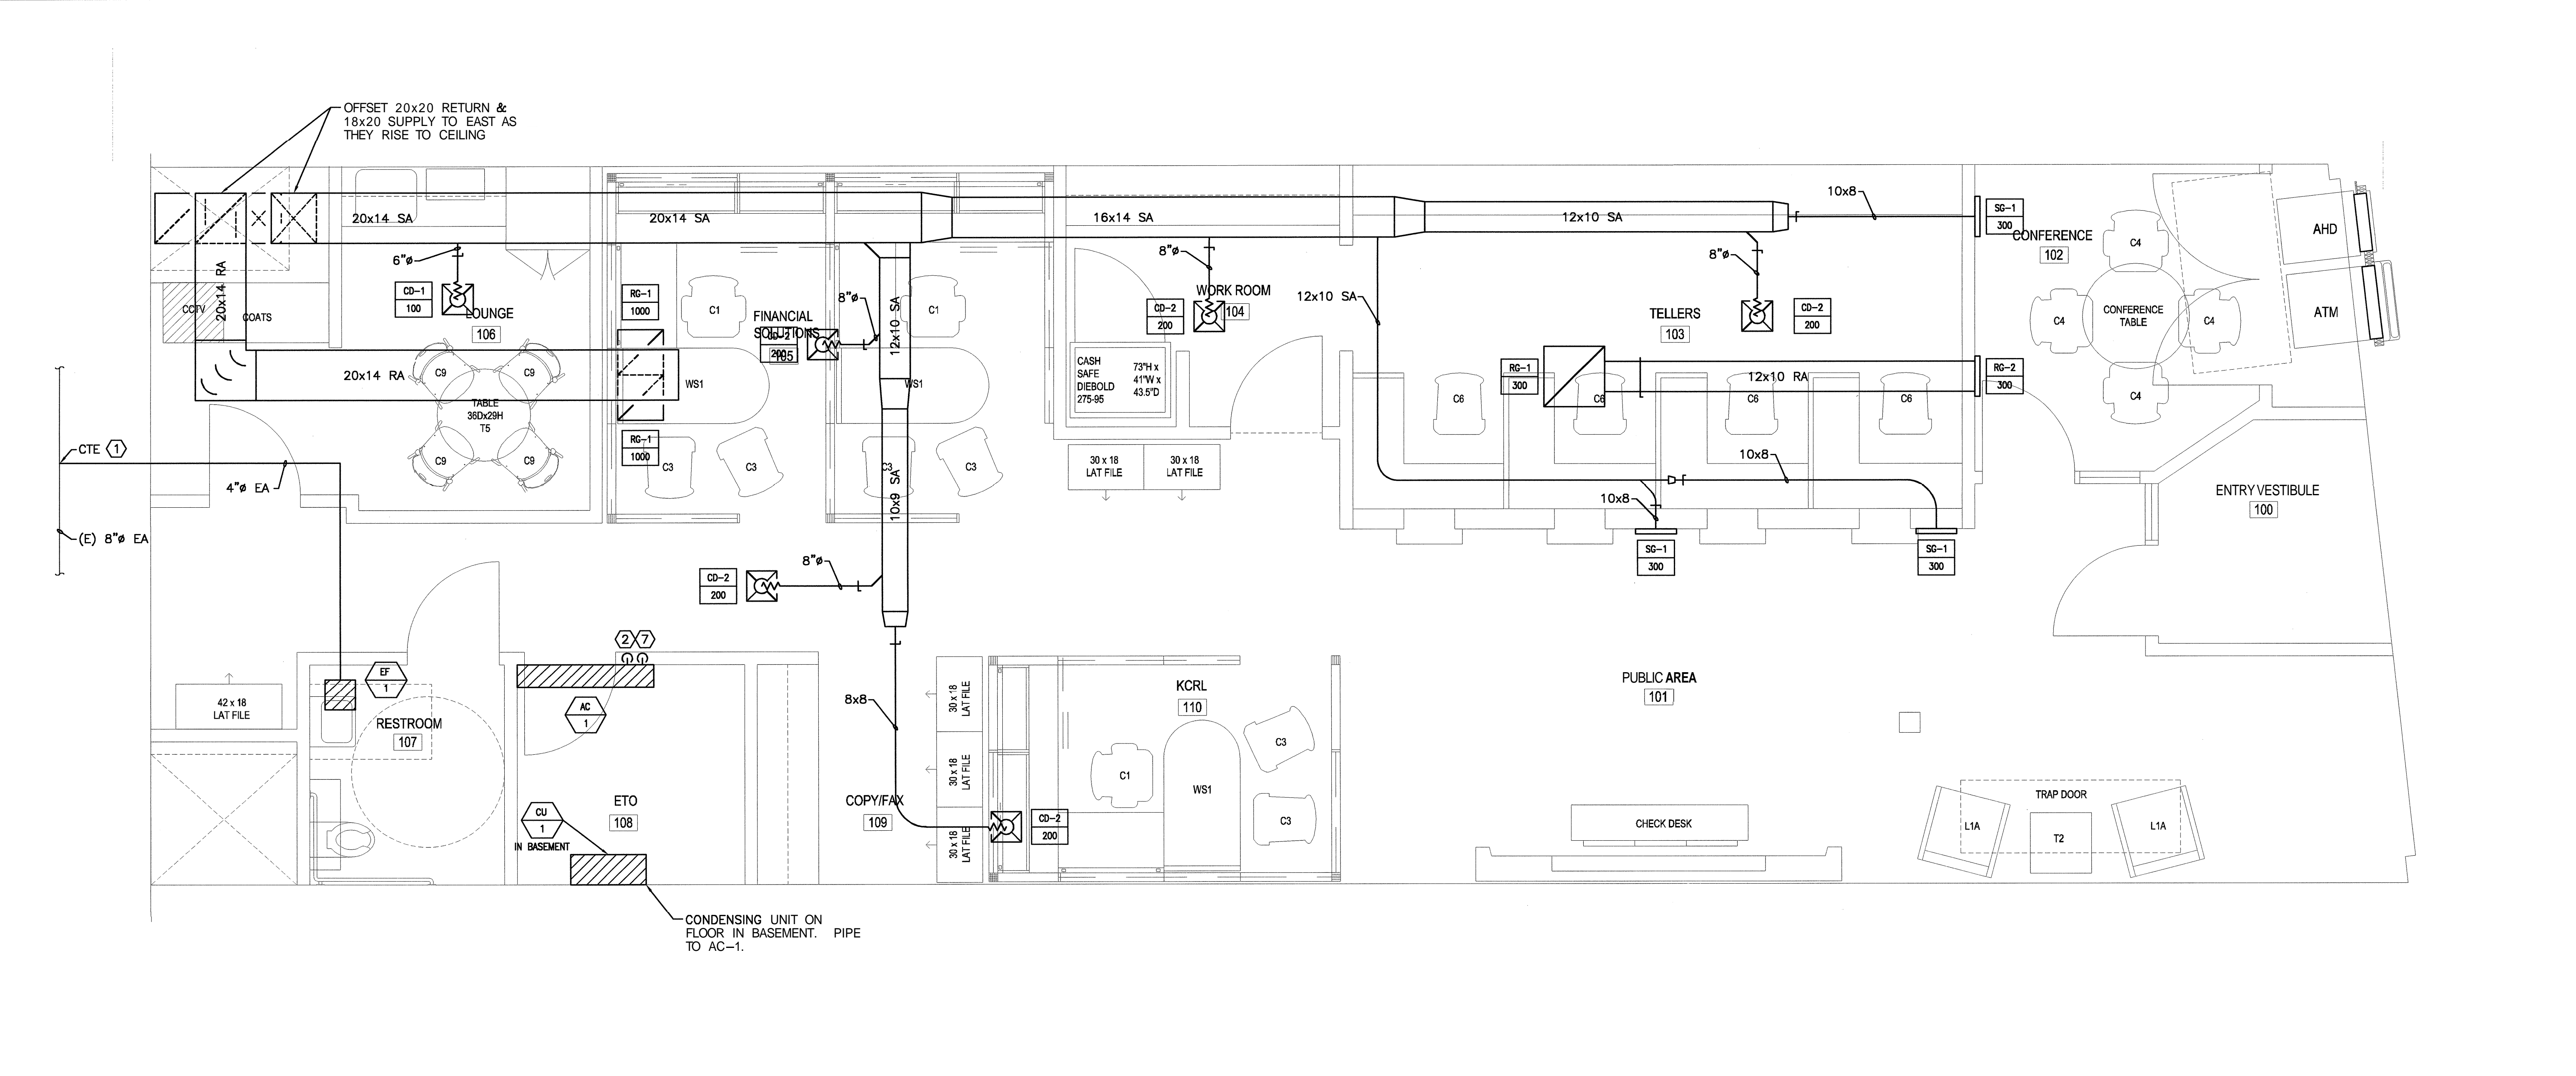 OFFSET 20x20 RETURN &
18x20 SUPPLY TO EAST AS
THEY RISE TO CEILING
20x14 SA
20x14 SA
16x14 SA
12x10 SA
10x8
SG-1
300
CONFERENCE
102
C4
C4
C4
C4
CONFERENCE
TABLE
AHD
ATM
20x14 RA
CCTV
COATS
6"ø
CD-1
100
LOUNGE
106
RG-1
1000
C1
FINANCIAL
SOLUTIONS
CD-2
200
105
8"ø
12x10 SA
C1
8"ø
CD-2
200
WORK ROOM
104
12x10 SA
TELLERS
103
8"ø
CD-2
200
20x14 RA
C9
C9
C9
C9
TABLE
36Dx29H
T5
WS1
WS1
RG-1
1000
C3
C3
C3
C3
10x9 SA
CASH
SAFE
DIEBOLD
275-95
73"H x
41"W x
43.5"D
30 x 18
LAT FILE
30 x 18
LAT FILE
RG-1
300
12x10 RA
RG-2
300
C6
C6
C6
C6
10x8
10x8
SG-1
300
SG-1
300
ENTRY VESTIBULE
100
CTE 1
4"ø EA
(E) 8"ø EA
8"ø
CD-2
200
2 7
EF
1
AC
1
42 x 18
LAT FILE
RESTROOM
107
8x8
30 x 18
LAT FILE
30 x 18
LAT FILE
30 x 18
LAT FILE
KCRL
110
C1
C3
C3
WS1
PUBLIC AREA
101
CU
1
IN BASEMENT
ETO
108
COPY/FAX
109
CD-2
200
CHECK DESK
TRAP DOOR
L1A
T2
L1A
CONDENSING UNIT ON
FLOOR IN BASEMENT. PIPE
TO AC-1.